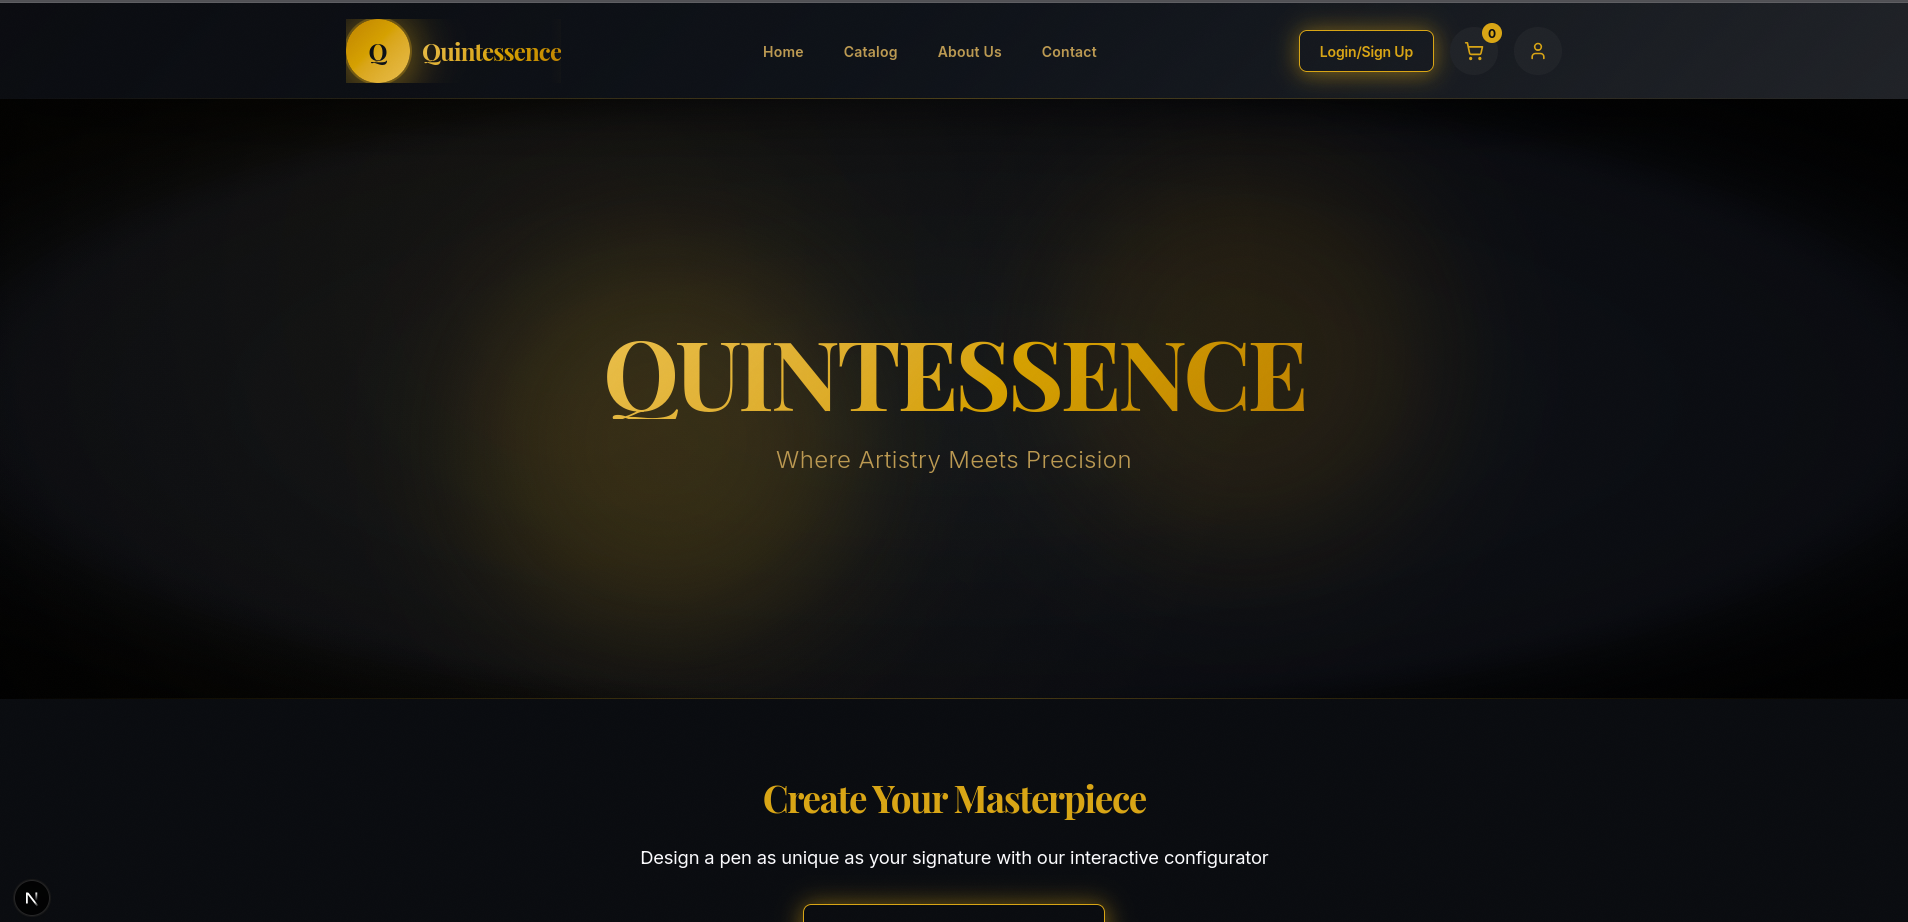 Q Quintessence
Home Catalog About Us Contact
Login/Sign Up
0
QUINTESSENCE
Where Artistry Meets Precision
Create Your Masterpiece
Design a pen as unique as your signature with our interactive configurator
N